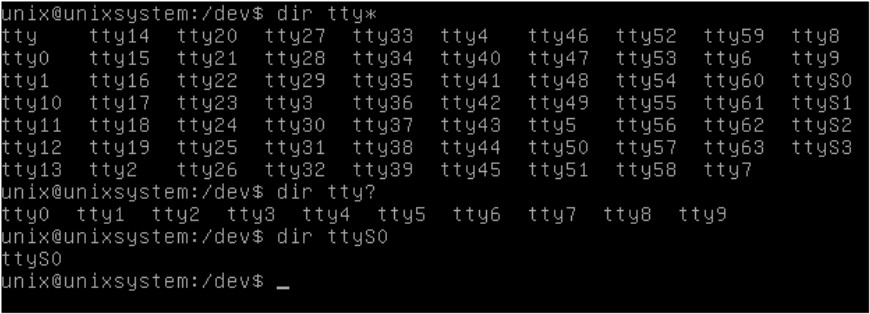 unix@unixsystem:/dev$ dir tty*
tty tty14 tty20 tty27 tty33 tty4 tty46 tty52 tty59 tty8
tty0 tty15 tty21 tty28 tty34 tty40 tty47 tty53 tty6 tty9
tty1 tty16 tty22 tty29 tty35 tty41 tty48 tty54 tty60 ttyS0
tty10 tty17 tty23 tty3 tty36 tty42 tty49 tty55 tty61 ttyS1
tty11 tty18 tty24 tty30 tty37 tty43 tty5 tty56 tty62 ttyS2
tty12 tty19 tty25 tty31 tty38 tty44 tty50 tty57 tty63 ttyS3
tty13 tty2 tty26 tty32 tty39 tty45 tty51 tty58 tty7
unix@unixsystem:/dev$ dir tty?
tty0 tty1 tty2 tty3 tty4 tty5 tty6 tty7 tty8 tty9
unix@unixsystem:/dev$ dir ttyS0
ttyS0
unix@unixsystem:/dev$ _